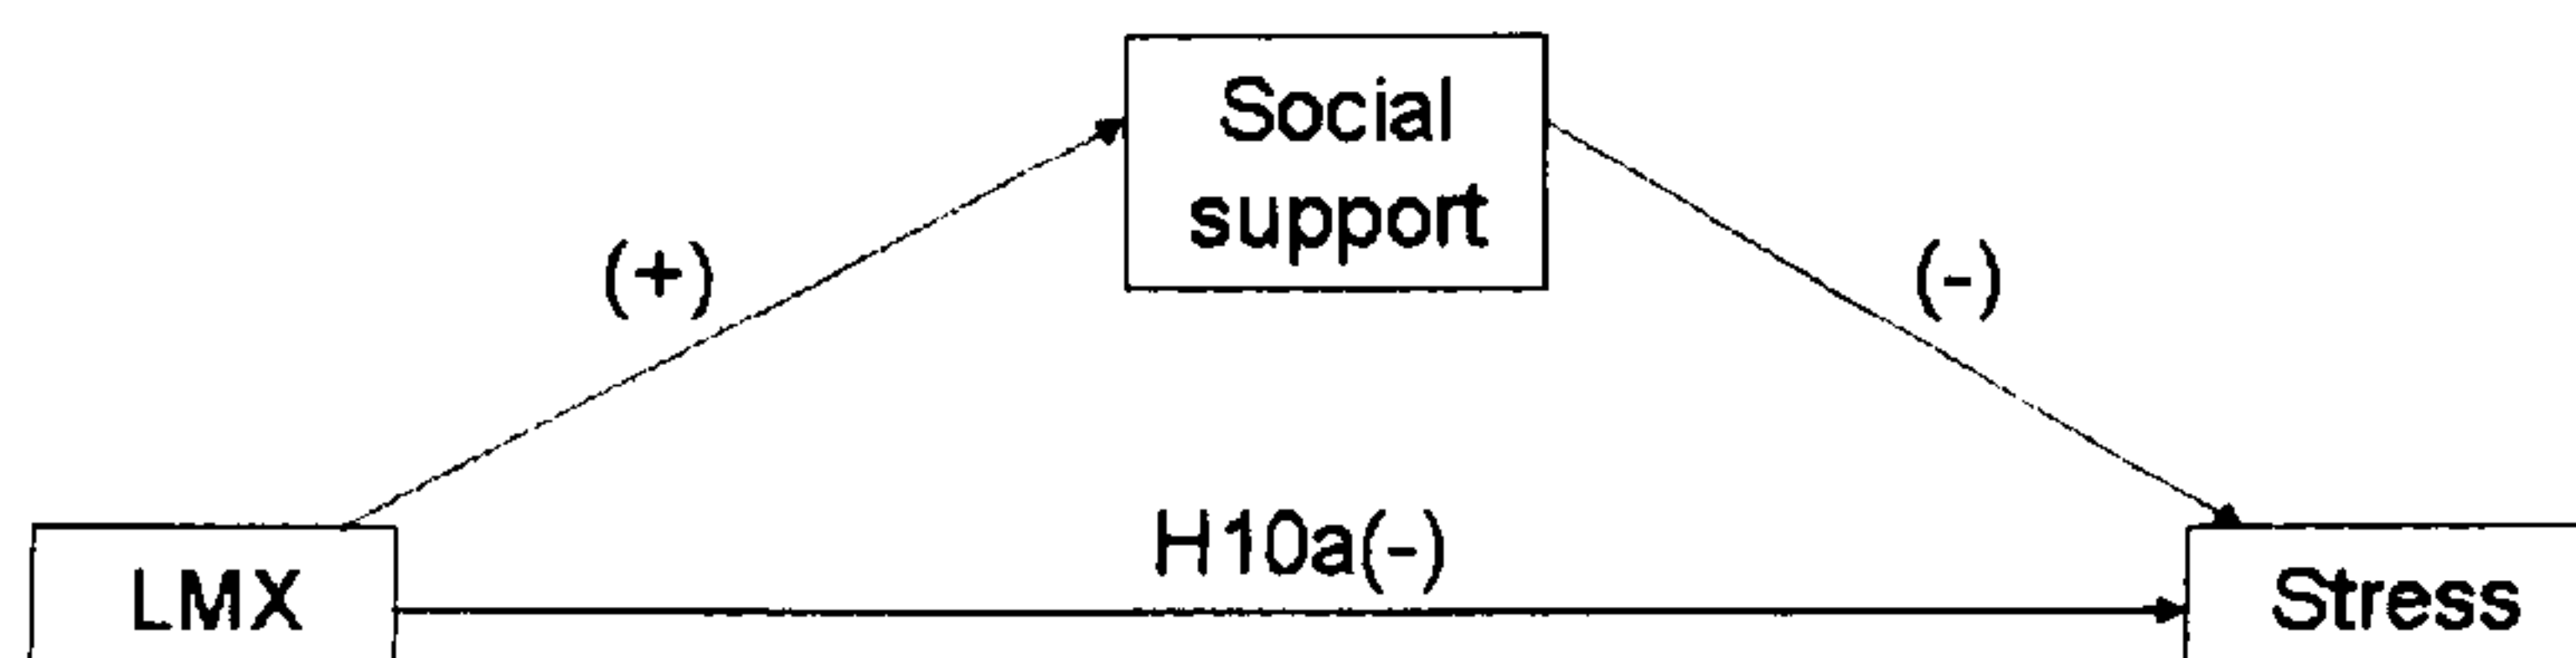 Social
support
(+)
(-)
H10a(-)
LMX
Stress